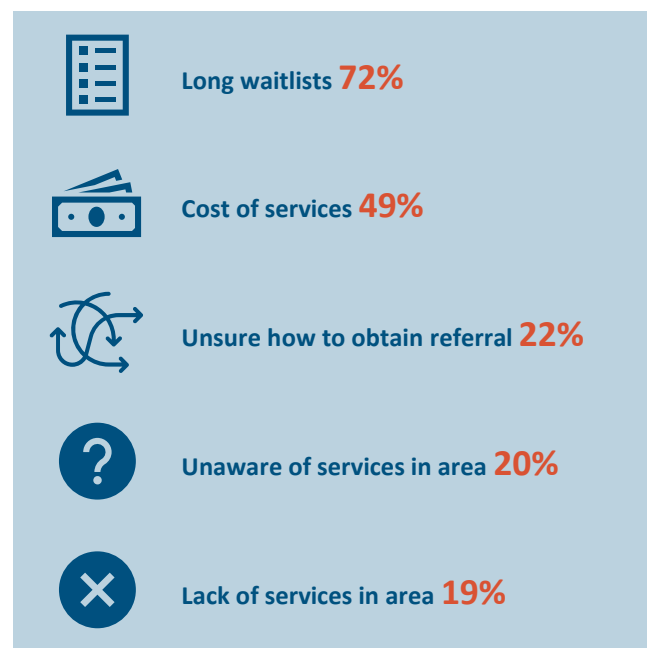 Long waitlists 72%
Cost of services 49%
Unsure how to obtain referral 22%
?
Unaware of services in area 20%
Lack of services in area 19%